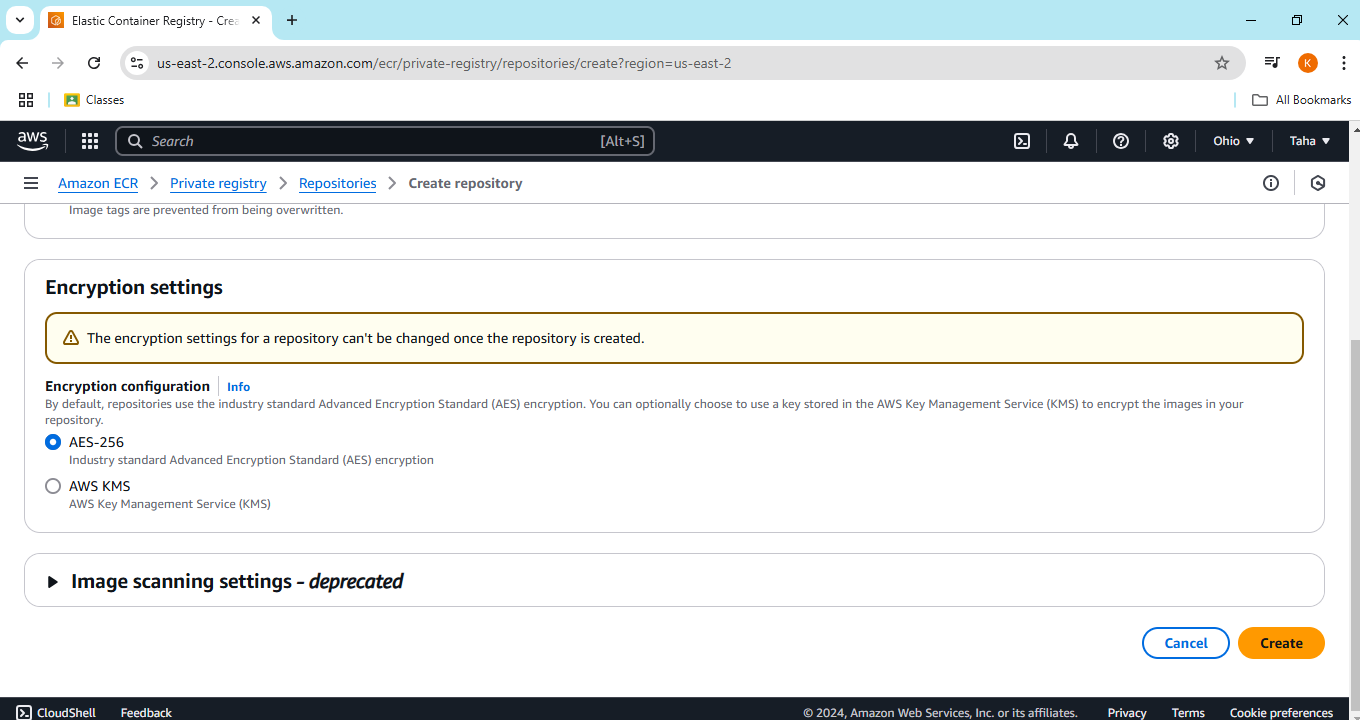 Elastic Container Registry - Crea
us-east-2.console.aws.amazon.com/ecr/private-registry/repositories/create?region=us-east-2
K
Classes
All Bookmarks
aws
Search
[Alt+S]
Ohio
Taha
Amazon ECR
Private registry
Repositories
Create repository
Image tags are prevented from being overwritten.
Encryption settings
The encryption settings for a repository can't be changed once the repository is created.
Encryption configuration
Info
By default, repositories use the industry standard Advanced Encryption Standard (AES) encryption. You can optionally choose to use a key stored in the AWS Key Management Service (KMS) to encrypt the images in your
repository.
AES-256
Industry standard Advanced Encryption Standard (AES) encryption
AWS KMS
AWS Key Management Service (KMS)
Image scanning settings - deprecated
Cancel
Create
CloudShell
Feedback
© 2024, Amazon Web Services, Inc. or its affiliates.
Privacy
Terms
Cookie preferences